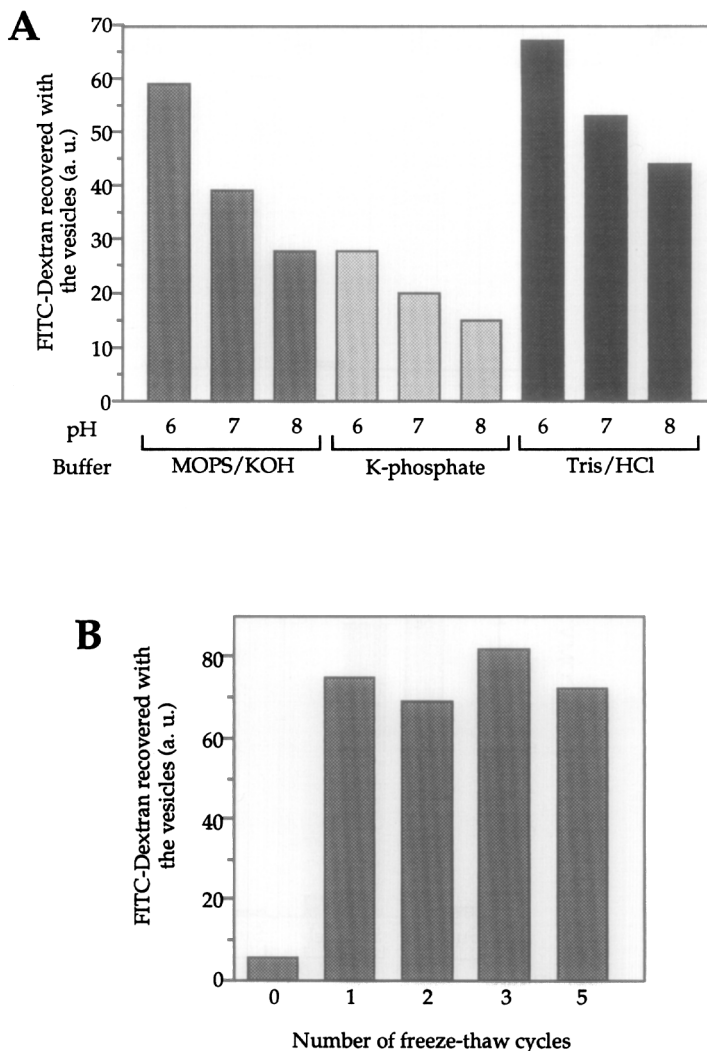 A
FITC-Dextran recovered with
the vesicles (a. u.)
70
60
50
40
30
20
10
0
pH 6 7 8 6 7 8 6 7 8
Buffer MOPS/KOH K-phosphate Tris/HCl
B
FITC-Dextran recovered with
the vesicles (a. u.)
80
60
40
20
0
0 1 2 3 5
Number of freeze-thaw cycles